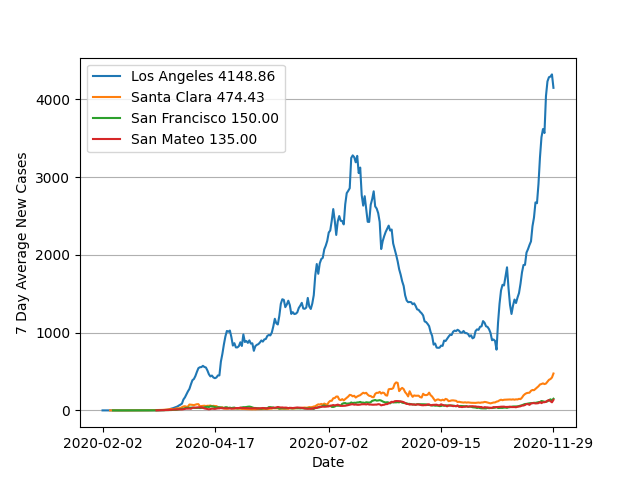 Los Angeles 4148.86
Santa Clara 474.43
San Francisco 150.00
San Mateo 135.00
7 Day Average New Cases
4000
3000
2000
1000
0
2020-02-02 2020-04-17 2020-07-02 2020-09-15 2020-11-29
Date